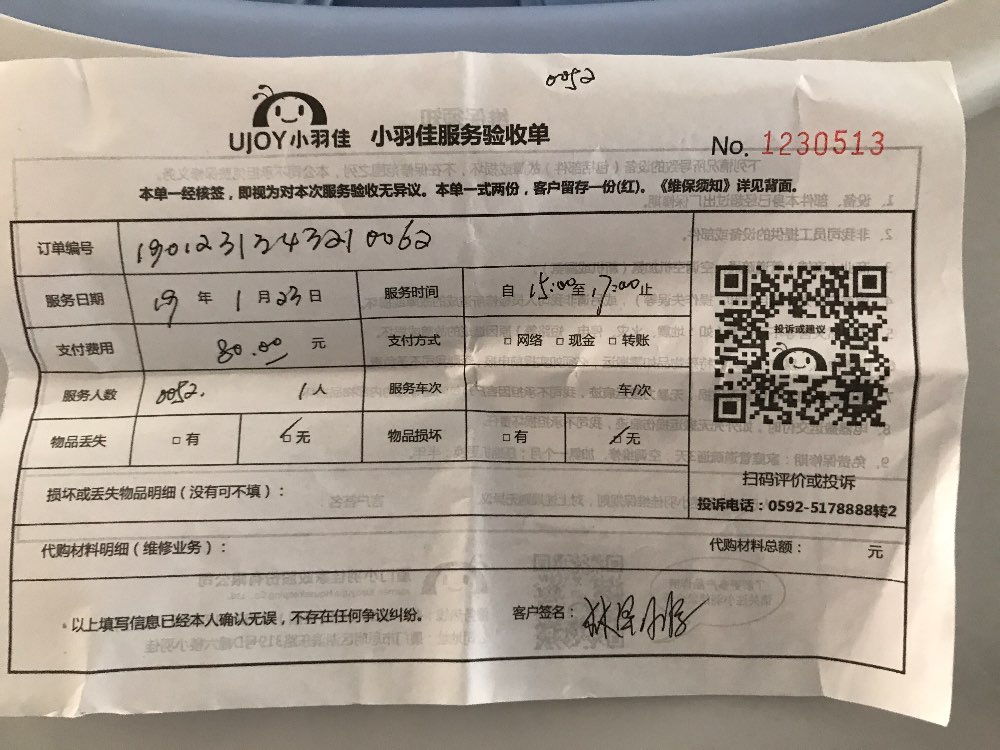 0052
UJOY小羽佳 小羽佳服务验收单
No. 1230513
本单一经核签，即视为对本次服务验收无异议。本单一式两份，客户留存一份(红)。《维保须知》详见背面。
订单编号 190123134321 0062
服务日期 19 年 1 月 23 日 服务时间 自 15:00 至 17:00 止
支付费用 80.00 元 支付方式 □ 网络 □ 现金 □ 转账
服务人数 0052. 1 人 服务车次 车/次
物品丢失 □ 有 ☑ 无 物品损坏 □ 有 ☑ 无
投诉或建议
扫码评价或投诉
投诉电话：0592-5178888转2
损坏或丢失物品明细（没有可不填）：
代购材料明细（维修业务）： 代购材料总额： 元
以上填写信息已经本人确认无误，不存在任何争议纠纷。 客户签名：